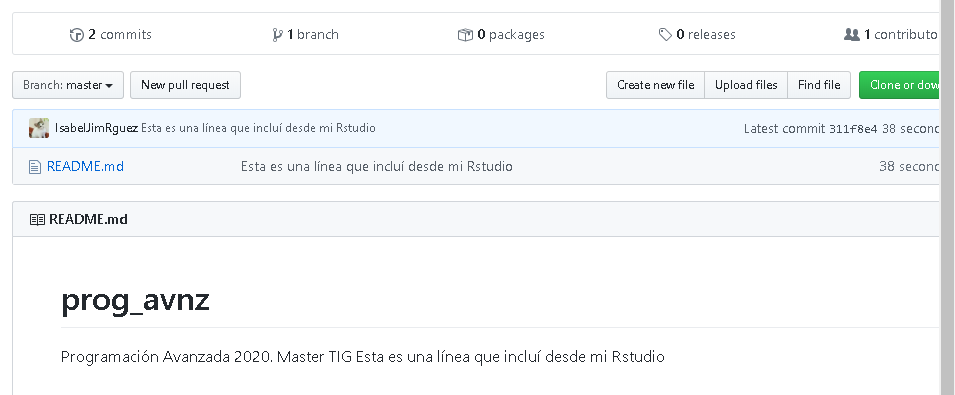 2 commits 1 branch 0 packages 0 releases 1 contributo
Branch: master New pull request Create new file Upload files Find file Clone or dow
IsabelJimRguez Esta es una línea que incluí desde mi Rstudio Latest commit 311f8e4 38 second
README.md Esta es una línea que incluí desde mi Rstudio 38 second
README.md
prog_avnz
Programación Avanzada 2020. Master TIG Esta es una línea que incluí desde mi Rstudio